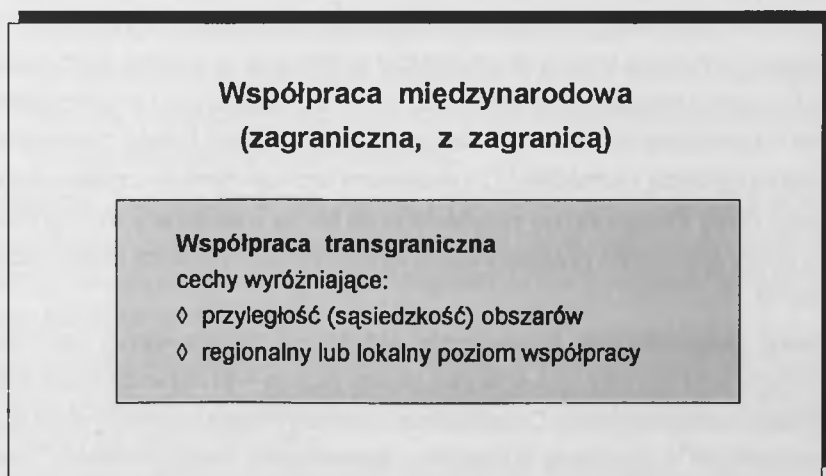 Współpraca międzynarodowa
(zagraniczna, z zagranicą)
Współpraca transgraniczna
cechy wyróżniające:
◊ przyległość (sąsiedzkość) obszarów
◊ regionalny lub lokalny poziom współpracy